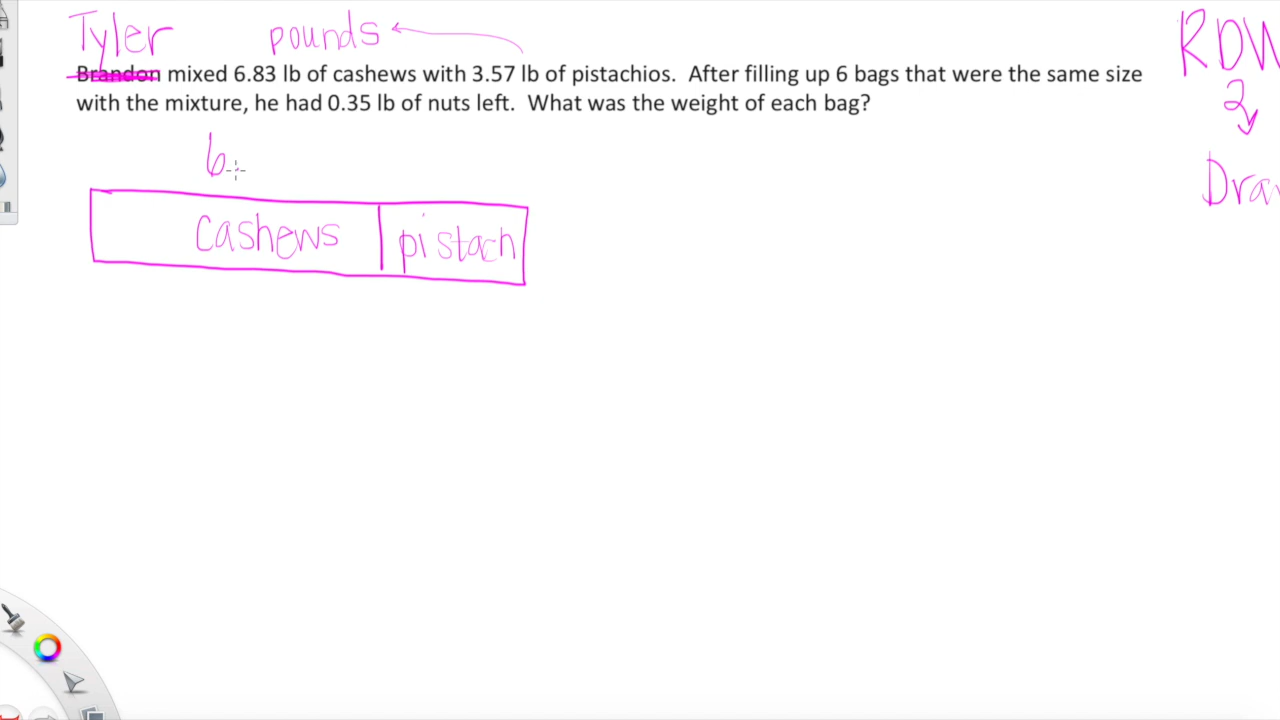 Tyler pounds RDW
Brandon mixed 6.83 lb of cashews with 3.57 lb of pistachios. After filling up 6 bags that were the same size
with the mixture, he had 0.35 lb of nuts left. What was the weight of each bag?
2
6.
Draw
cashews pistach